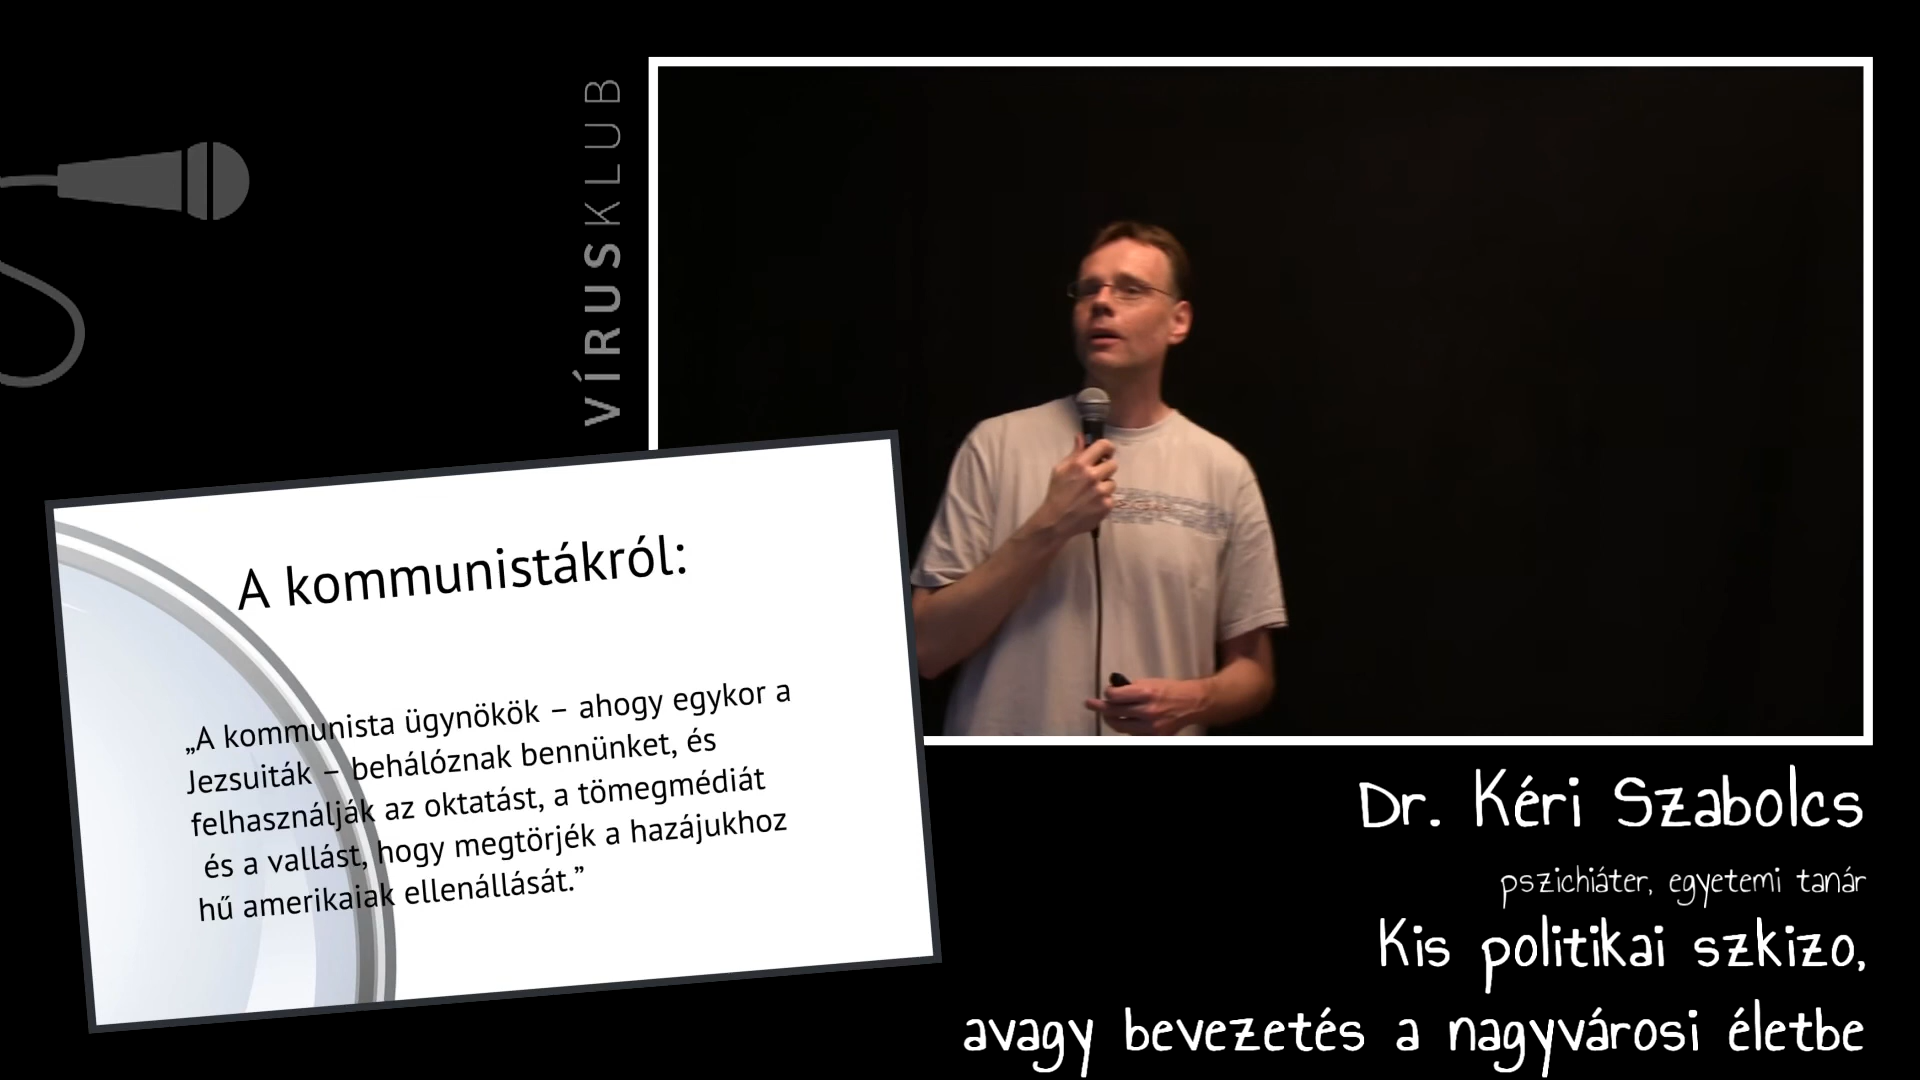 VÍRUSKLUB
A kommunistákról:
„A kommunista ügynökök – ahogy egykor a
Jezsuiták – behálóznak bennünket, és
felhasználják az oktatást, a tömegmédiát
és a vallást, hogy megtörjék a hazájukhoz
hű amerikaiak ellenállását.”
Dr. Kéri Szabolcs
pszichiáter, egyetemi tanár
Kis politikai szkizo,
avagy bevezetés a nagyvárosi életbe